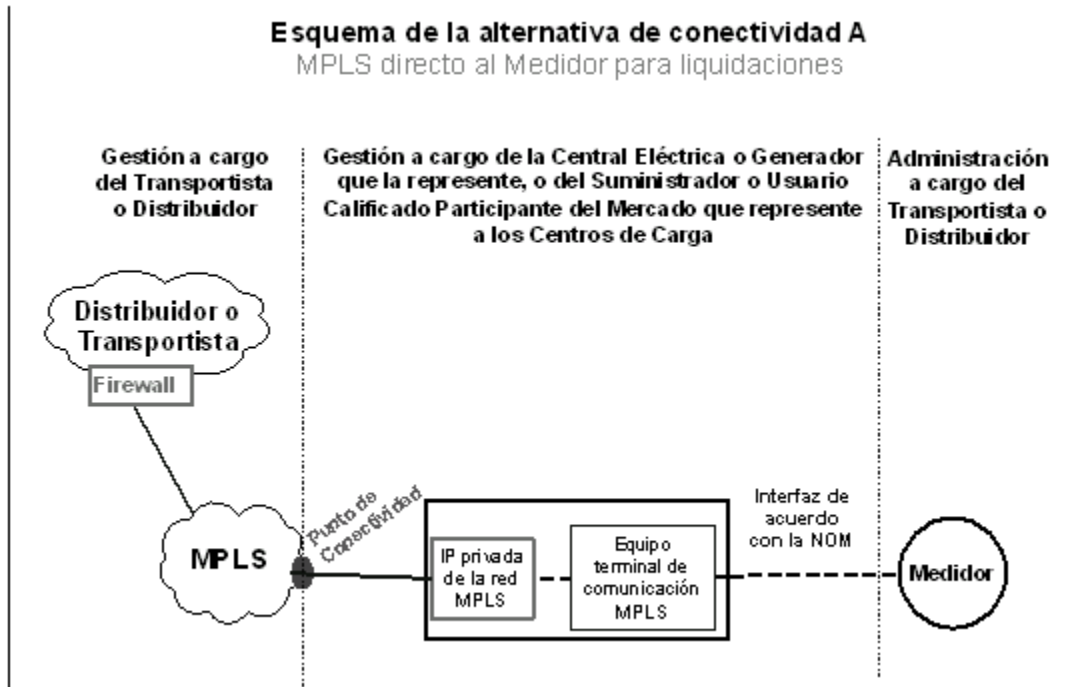 Esquema de la alternativa de conectividad A
MPLS directo al Medidor para liquidaciones
Gestión a cargo
del Transportista
o Distribuidor
Gestión a cargo de la Central Eléctrica o Generador
que la represente, o del Suministrador o Usuario
Calificado Participante del Mercado que represente
a los Centros de Carga
Administración
a cargo del
Transportista o
Distribuidor
Distribuidor o
Transportista
Firewall
MPLS
Punto de
Conectividad
IP privada
de la red
MPLS
Equipo
terminal de
comunicación
MPLS
Interfaz de
acuerdo
con la NOM
Medidor